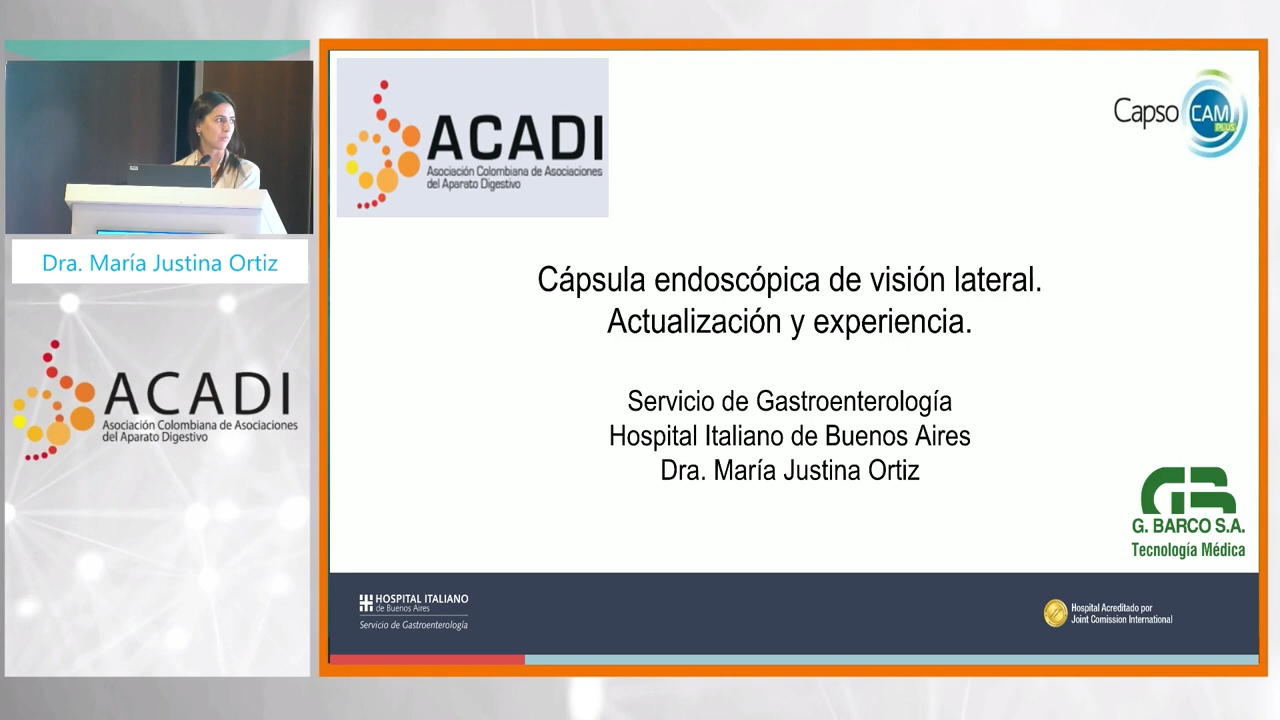 Dra. María Justina Ortiz
ACADI
Asociación Colombiana de Asociaciones
del Aparato Digestivo
ACADI
Asociación Colombiana de Asociaciones
del Aparato Digestivo
Capso CAM
PLUS
Cápsula endoscópica de visión lateral.
Actualización y experiencia.
Servicio de Gastroenterología
Hospital Italiano de Buenos Aires
Dra. María Justina Ortiz
G. BARCO S.A.
Tecnología Médica
HOSPITAL ITALIANO
de Buenos Aires
Servicio de Gastroenterología
Hospital Acreditado por
Joint Comission International